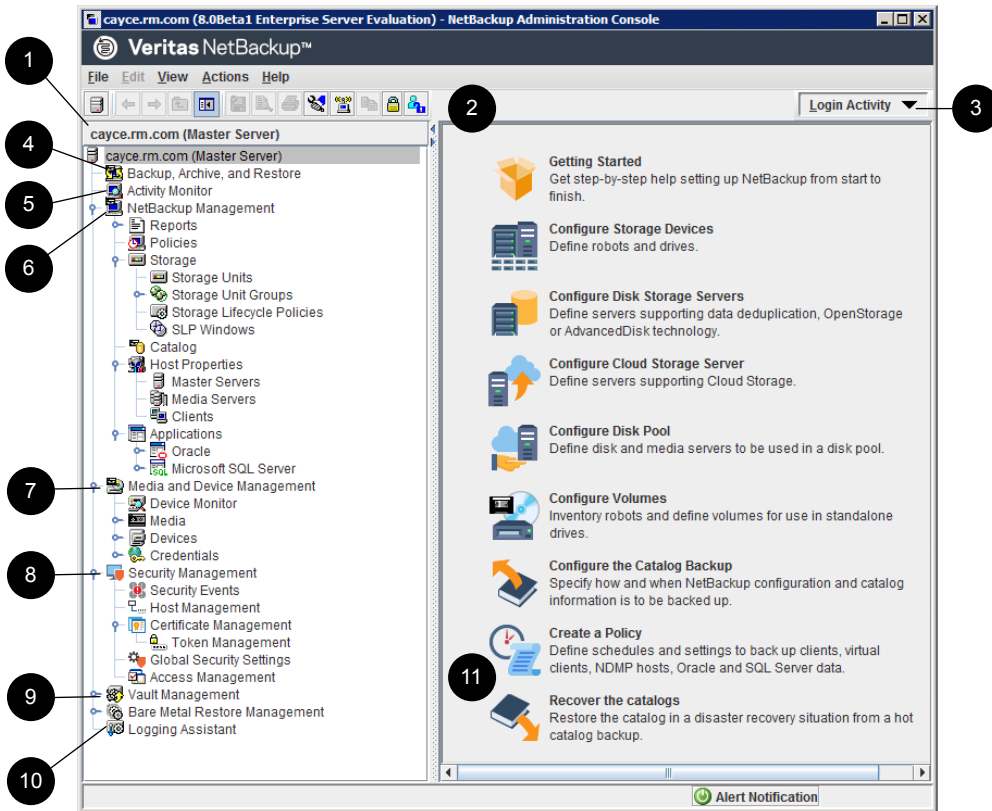 cayce.rm.com (8.0Beta1 Enterprise Server Evaluation) - NetBackup Administration Console
Veritas NetBackup™
File Edit View Actions Help
1
2
Login Activity
3
cayce.rm.com (Master Server)
cayce.rm.com (Master Server)
4
Backup, Archive, and Restore
5
Activity Monitor
NetBackup Management
6
Reports
Policies
Storage
Storage Units
Storage Unit Groups
Storage Lifecycle Policies
SLP Windows
Catalog
Host Properties
Master Servers
Media Servers
Clients
Applications
Oracle
SQL
Microsoft SQL Server
7
Media and Device Management
Device Monitor
Media
Devices
Credentials
8
Security Management
Security Events
Host Management
Certificate Management
Token Management
Global Security Settings
Access Management
9
Vault Management
Bare Metal Restore Management
10
Logging Assistant
Getting Started
Get step-by-step help setting up NetBackup from start to
finish.
Configure Storage Devices
Define robots and drives.
Configure Disk Storage Servers
Define servers supporting data deduplication, OpenStorage
or AdvancedDisk technology.
Configure Cloud Storage Server
Define servers supporting Cloud Storage.
Configure Disk Pool
Define disk and media servers to be used in a disk pool.
Configure Volumes
Inventory robots and define volumes for use in standalone
drives.
Configure the Catalog Backup
Specify how and when NetBackup configuration and catalog
information is to be backed up.
Create a Policy
Define schedules and settings to back up clients, virtual
clients, NDMP hosts, Oracle and SQL Server data.
11
Recover the catalogs
Restore the catalog in a disaster recovery situation from a hot
catalog backup.
Alert Notification